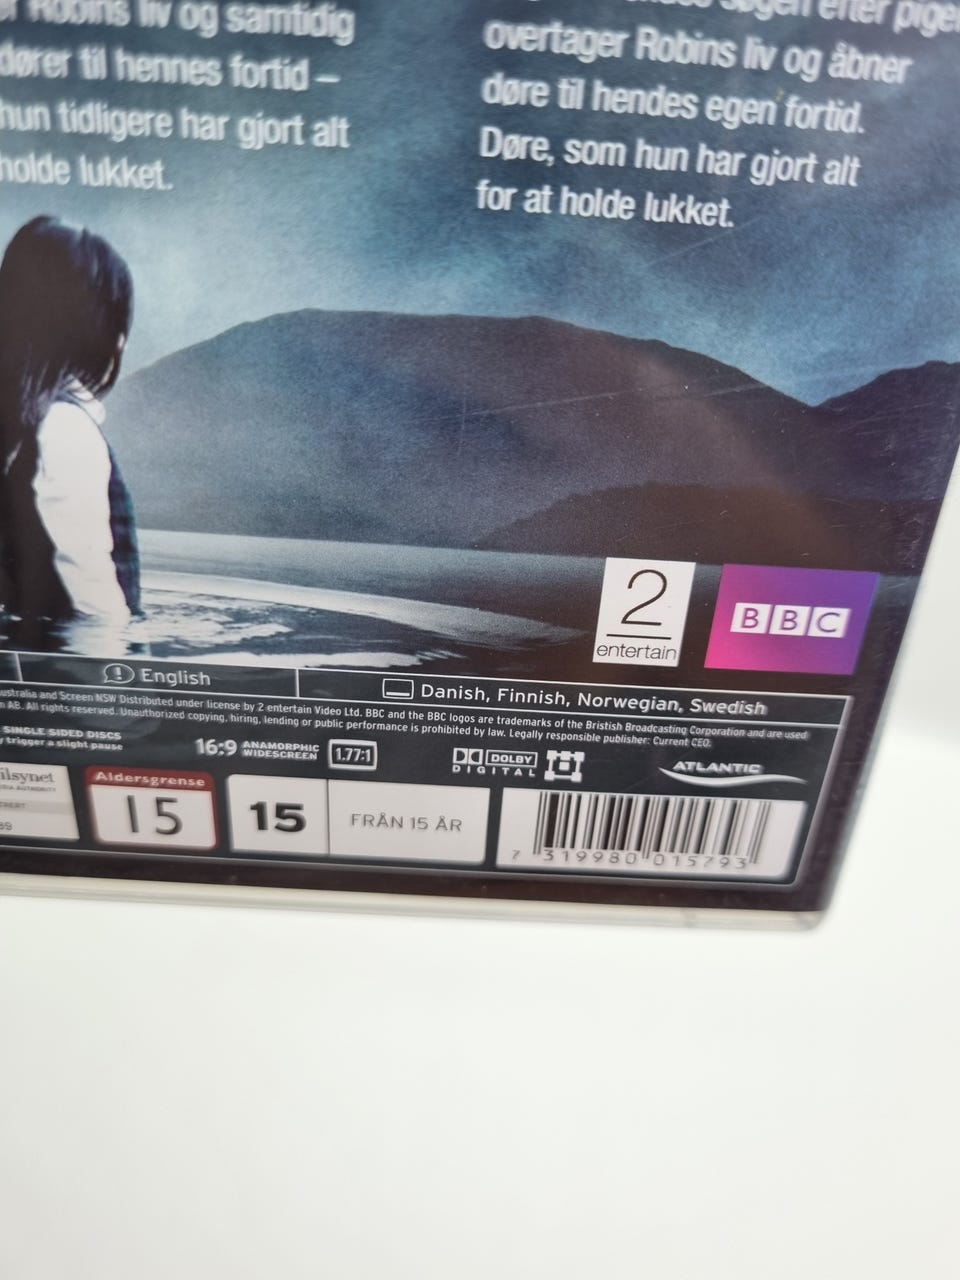 Robins liv og samtidig
dører til hennes fortid –
hun tidligere har gjort alt
holde lukket.
søgen efter pigen
overtager Robins liv og åbner
døre til hendes egen fortid.
Døre, som hun har gjort alt
for at holde lukket.
2
entertain
BBC
English
Danish, Finnish, Norwegian, Swedish
Australia and Screen NSW Distributed under license by 2 entertain Video Ltd. BBC and the BBC logos are trademarks of the Bristish Broadcasting Corporation and are used
AB. All rights reserved. Unauthorized copying, hiring, lending or public performance is prohibited by law. Legally responsible publisher: Current CEO.
SINGLE SIDED DISCS
trigger a slight pause
16:9 ANAMORPHIC WIDESCREEN
1.77:1
DOLBY
DIGITAL
ATLANTIC
Aldersgrense
15
15
FRÅN 15 ÅR
7 319980 015793